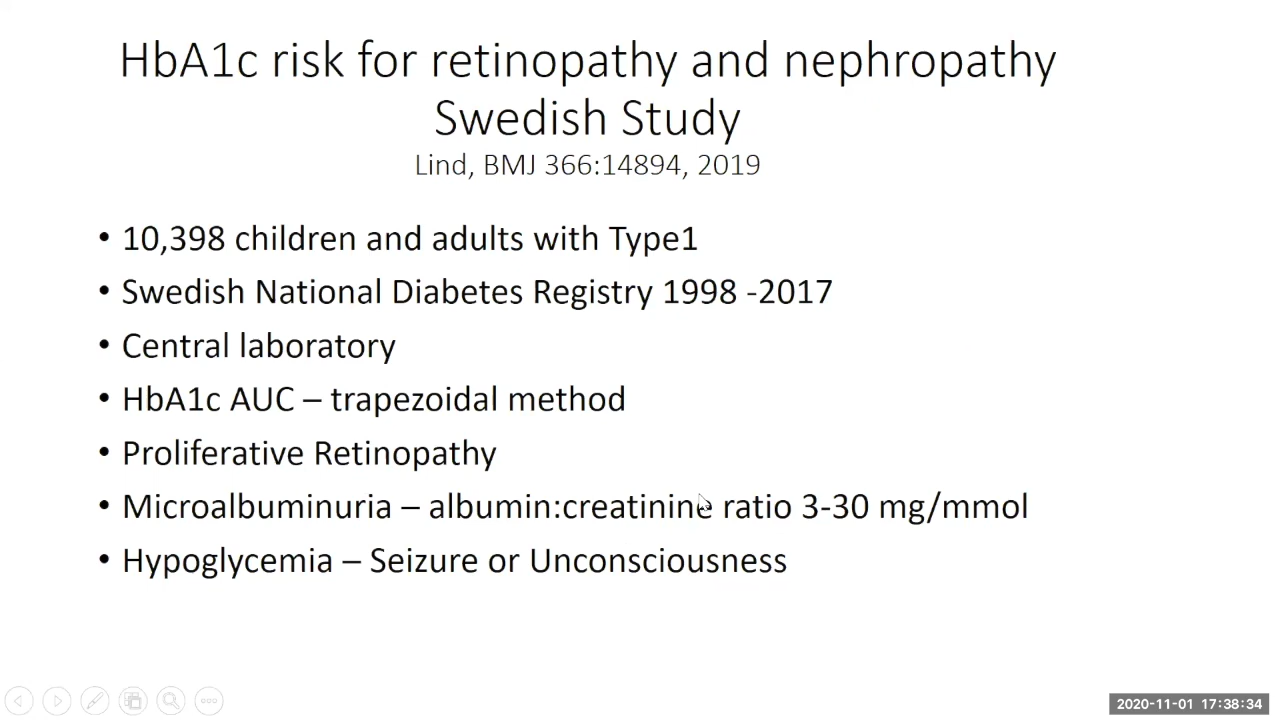 HbA1c risk for retinopathy and nephropathy
Swedish Study
Lind, BMJ 366:14894, 2019
• 10,398 children and adults with Type1
• Swedish National Diabetes Registry 1998 -2017
• Central laboratory
• HbA1c AUC – trapezoidal method
• Proliferative Retinopathy
• Microalbuminuria – albumin:creatinine ratio 3-30 mg/mmol
• Hypoglycemia – Seizure or Unconsciousness
2020-11-01 17:38:34